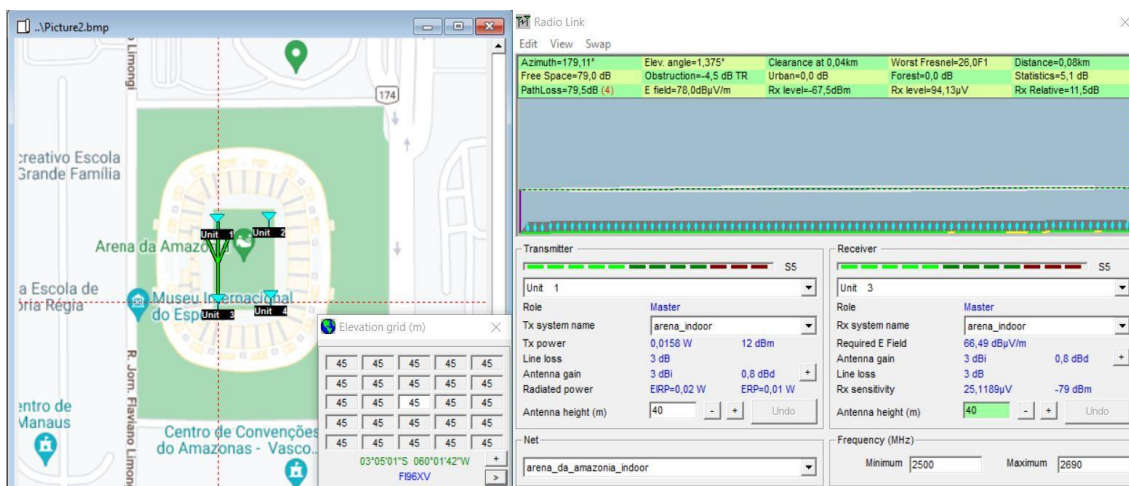 ..\Picture2.bmp
Limongi
174
creativo Escola
Grande Família
Unit 1
Unit 2
Arena da Amazônia
a Escola de
ória Régia
Museu Internacional
do Esp
Unit 3
Unit 4
R. Jorn. Flaviano Limongi
entro de
Manaus
Centro de Convenções
do Amazonas - Vasco...
Elevation grid (m)
45 45 45 45 45
45 45 45 45 45
45 45 45 45 45
45 45 45 45 45
45 45 45 45 45
03°05'01"S 060°01'42"W
+
FI96XV
>
Radio Link
Edit View Swap
Azimuth=179,11° Elev. angle=1,375° Clearance at 0,04km Worst Fresnel=26,0F1 Distance=0,08km
Free Space=79,0 dB Obstruction=-4,5 dB TR Urban=0,0 dB Forest=0,0 dB Statistics=5,1 dB
PathLoss=79,5dB (4) E field=78,0dBµV/m Rx level=-67,5dBm Rx level=94,13µV Rx Relative=11,5dB
Transmitter
S5
Unit 1
Role Master
Tx system name arena_indoor
Tx power 0,0158 W 12 dBm
Line loss 3 dB
Antenna gain 3 dBi 0,8 dBd +
Radiated power EIRP=0,02 W ERP=0,01 W
Antenna height (m) 40 - + Undo
Net
arena_da_amazonia_indoor
Receiver
S5
Unit 3
Role Master
Rx system name arena_indoor
Required E Field 66,49 dBµV/m
Antenna gain 3 dBi 0,8 dBd +
Line loss 3 dB
Rx sensitivity 25,1189µV -79 dBm
Antenna height (m) 40 - + Undo
Frequency (MHz)
Minimum 2500 Maximum 2690